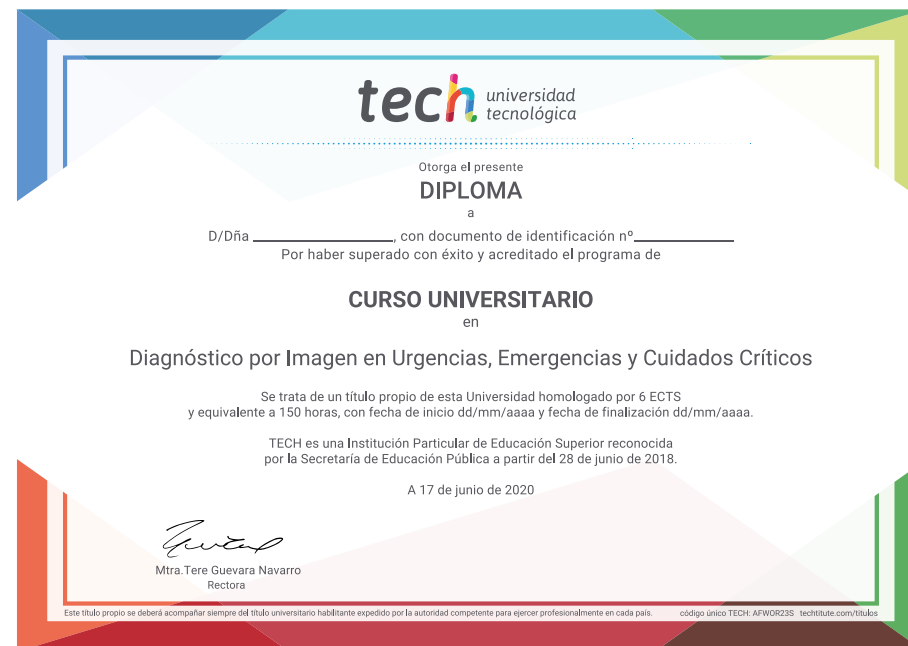 tech universidad
tecnológica
Otorga el presente
DIPLOMA
a
D/Dña ____________, con documento de identificación nº____________
Por haber superado con éxito y acreditado el programa de
CURSO UNIVERSITARIO
en
Diagnóstico por Imagen en Urgencias, Emergencias y Cuidados Críticos
Se trata de un título propio de esta Universidad homologado por 6 ECTS
y equivalente a 150 horas, con fecha de inicio dd/mm/aaaa y fecha de finalización dd/mm/aaaa.
TECH es una Institución Particular de Educación Superior reconocida
por la Secretaría de Educación Pública a partir del 28 de junio de 2018.
A 17 de junio de 2020
Mtra.Tere Guevara Navarro
Rectora
Este título propio se deberá acompañar siempre del título universitario habilitante expedido por la autoridad competente para ejercer profesionalmente en cada país. código único TECH: AFWOR23S techtitute.com/titulos